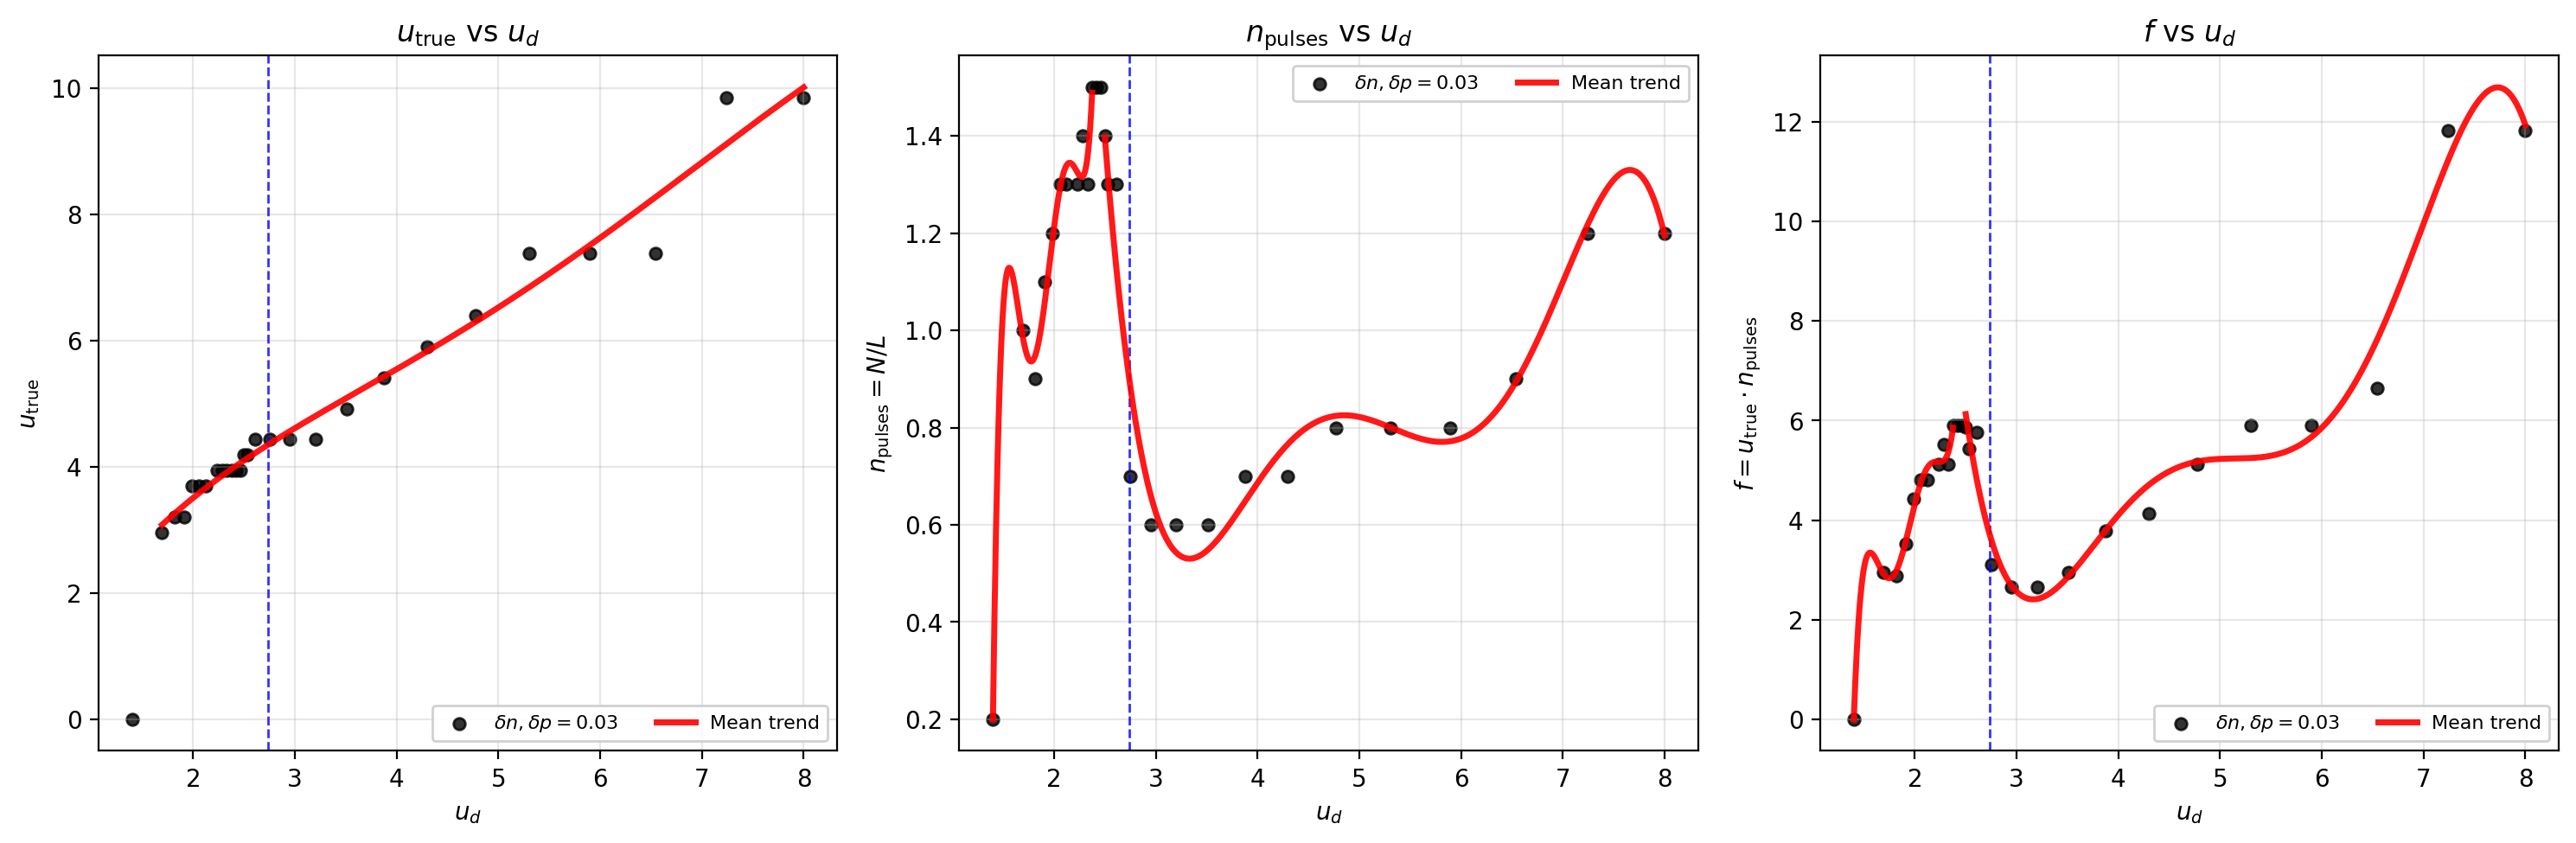 u_true vs u_d
10
8
6
4
2
0
u_true
2 3 4 5 6 7 8
u_d
δn, δp = 0.03 Mean trend
n_pulses vs u_d
1.4
1.2
1.0
0.8
0.6
0.4
0.2
n_pulses = N/L
2 3 4 5 6 7 8
u_d
δn, δp = 0.03 Mean trend
f vs u_d
12
10
8
6
4
2
0
f = u_true · n_pulses
2 3 4 5 6 7 8
u_d
δn, δp = 0.03 Mean trend